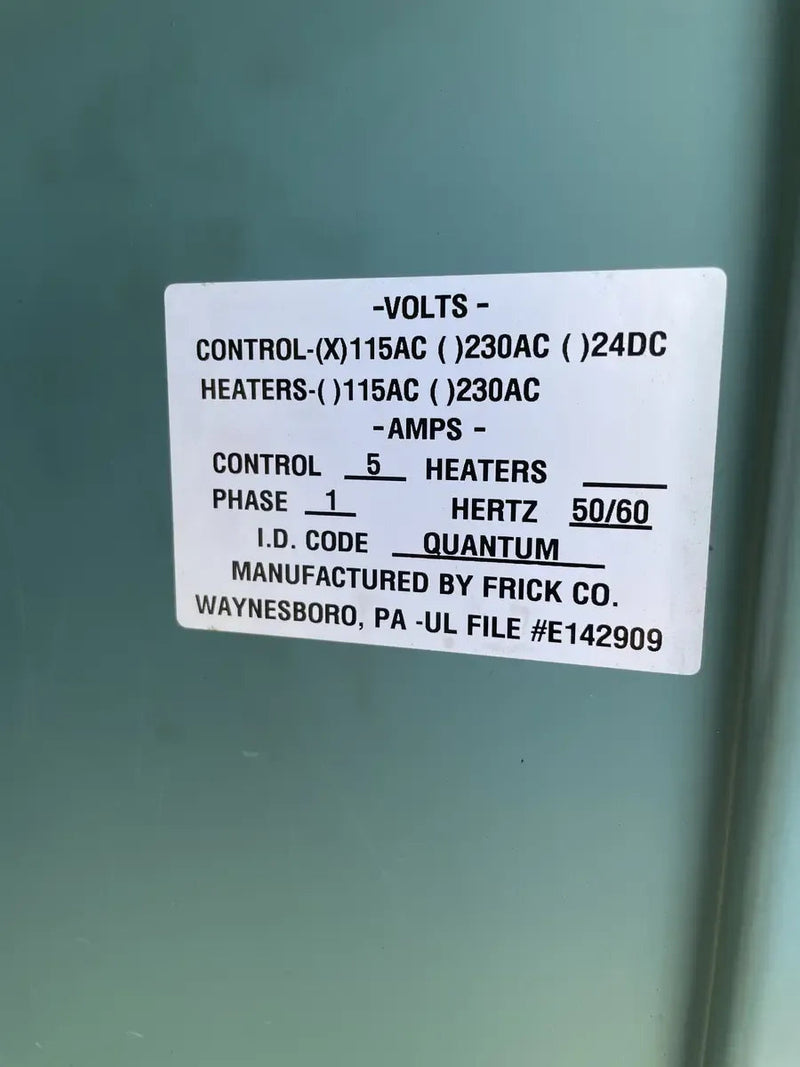 -VOLTS -
CONTROL-(X)115AC ( )230AC ( )24DC
HEATERS-( )115AC ( )230AC
-AMPS -
CONTROL 5 HEATERS ____
PHASE 1 HERTZ 50/60
I.D. CODE QUANTUM
MANUFACTURED BY FRICK CO.
WAYNESBORO, PA -UL FILE #E142909